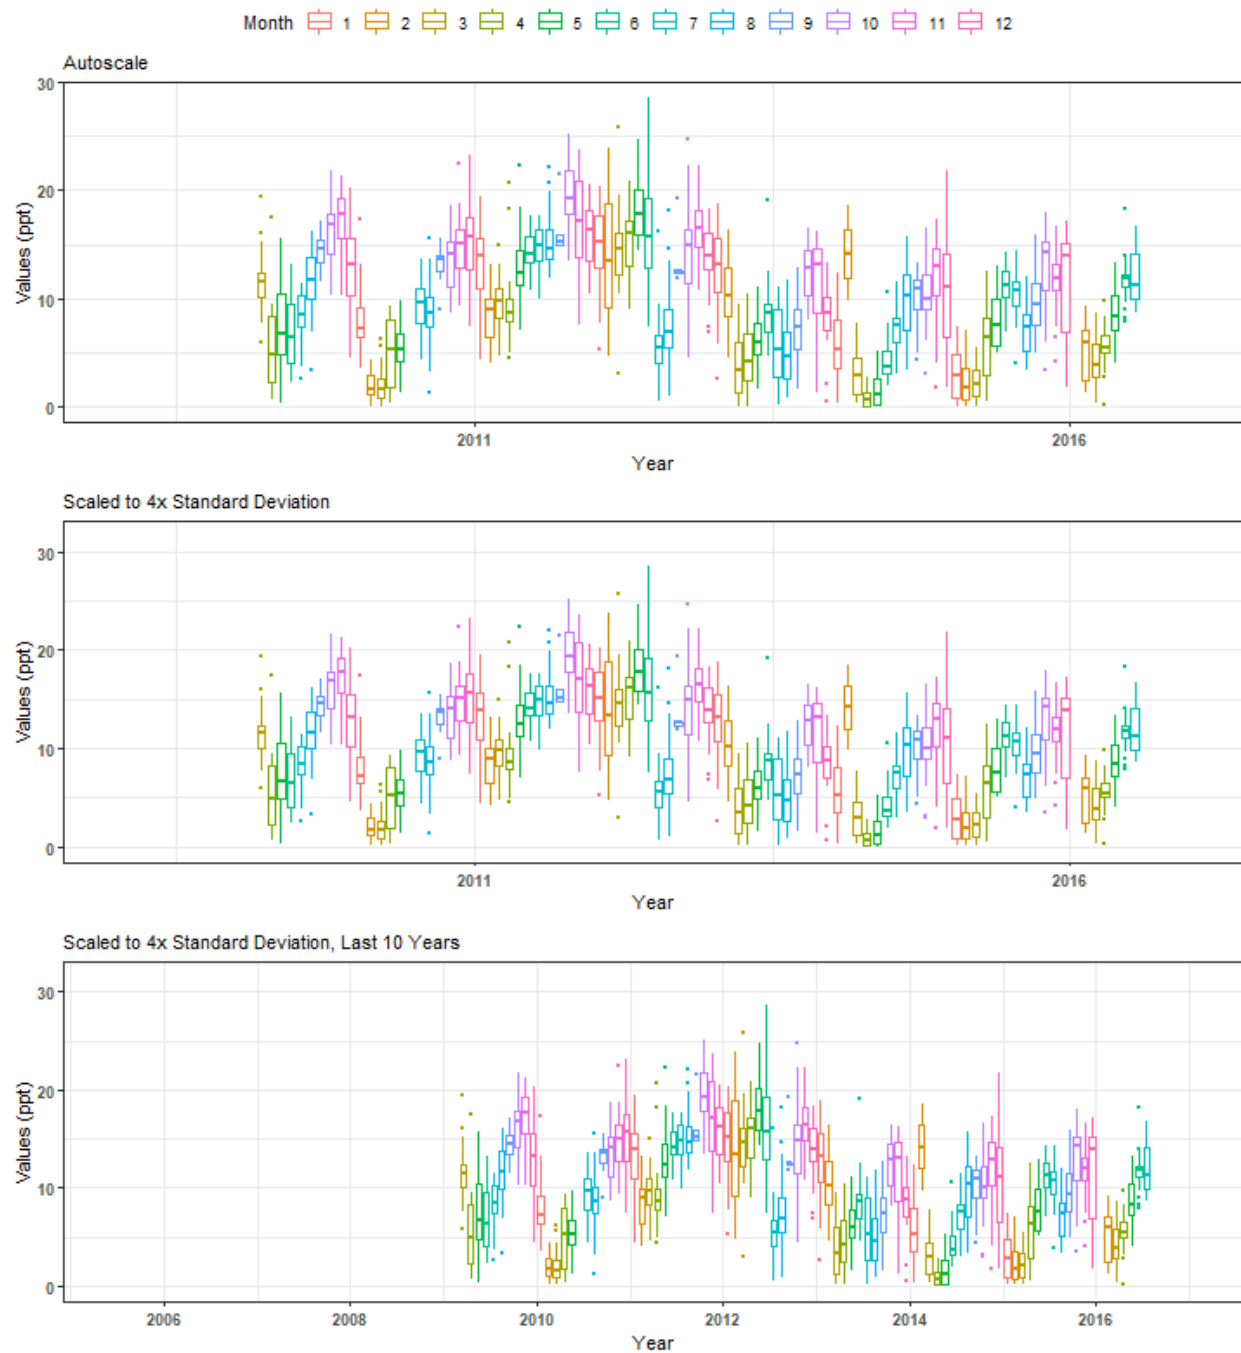 Month 1 2 3 4 5 6 7 8 9 10 11 12
Autoscale
Values (ppt)
30
20
10
0
2011 2016
Year
Scaled to 4x Standard Deviation
Values (ppt)
30
20
10
0
2011 2016
Year
Scaled to 4x Standard Deviation, Last 10 Years
Values (ppt)
30
20
10
0
2006 2008 2010 2012 2014 2016
Year